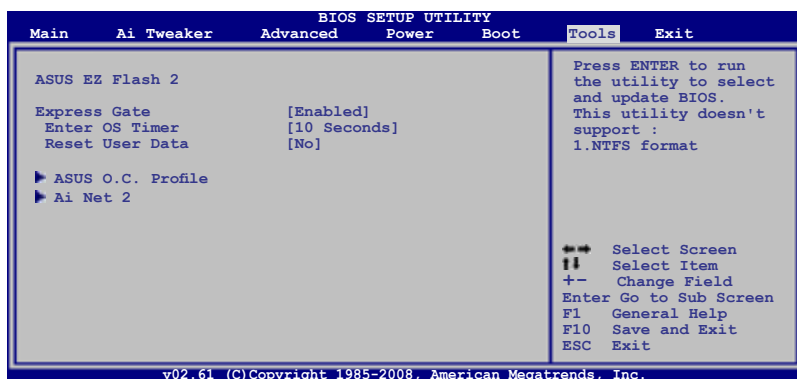 BIOS SETUP UTILITY
Main Ai Tweaker Advanced Power Boot Tools Exit
ASUS EZ Flash 2
Express Gate [Enabled]
Enter OS Timer [10 Seconds]
Reset User Data [No]
ASUS O.C. Profile
Ai Net 2
Press ENTER to run
the utility to select
and update BIOS.
This utility doesn't
support :
1.NTFS format
Select Screen
Select Item
+- Change Field
Enter Go to Sub Screen
F1 General Help
F10 Save and Exit
ESC Exit
v02.61 (C)Copyright 1985-2008, American Megatrends, Inc.